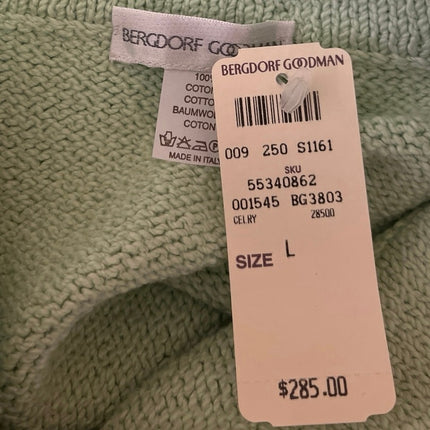 BERGDORF GOODMAN
100%
COTO
COTTO
BAUMWO
COTON
MADE IN ITALY
BERGDORF GOODMAN
009 250 S1161
SKU
55340862
001545 BG3803
CELRY 28500
SIZE L
$285.00